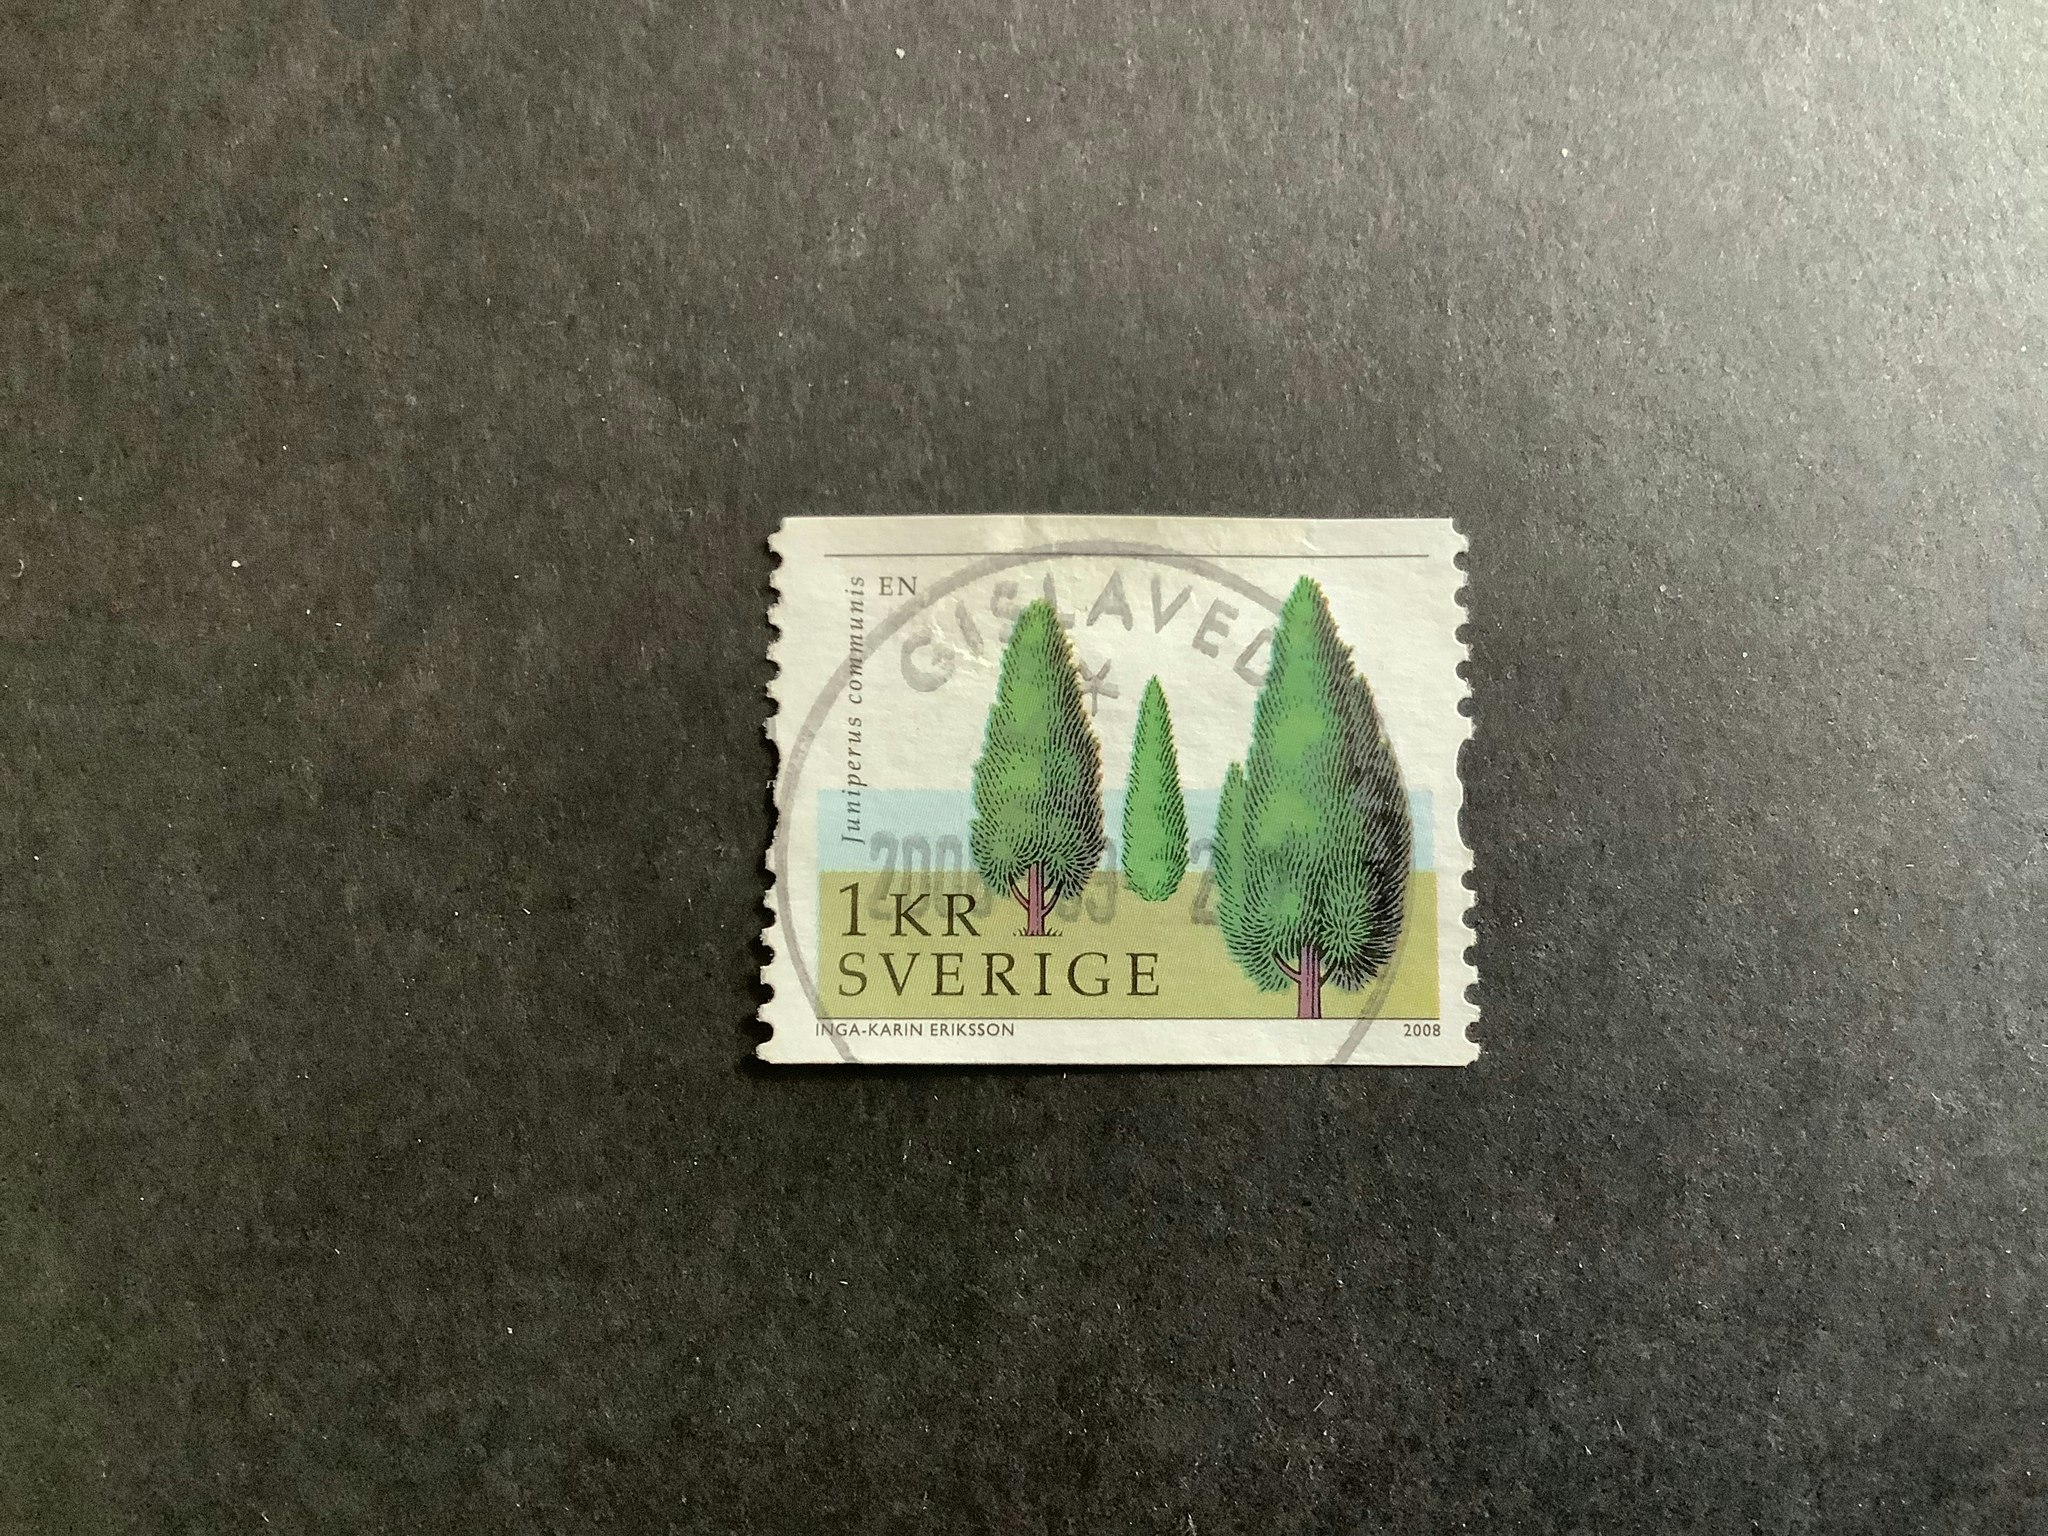 GISLAVED
EN
Juniperus communis
1 KR
SVERIGE
INGA-KARIN ERIKSSON
2008